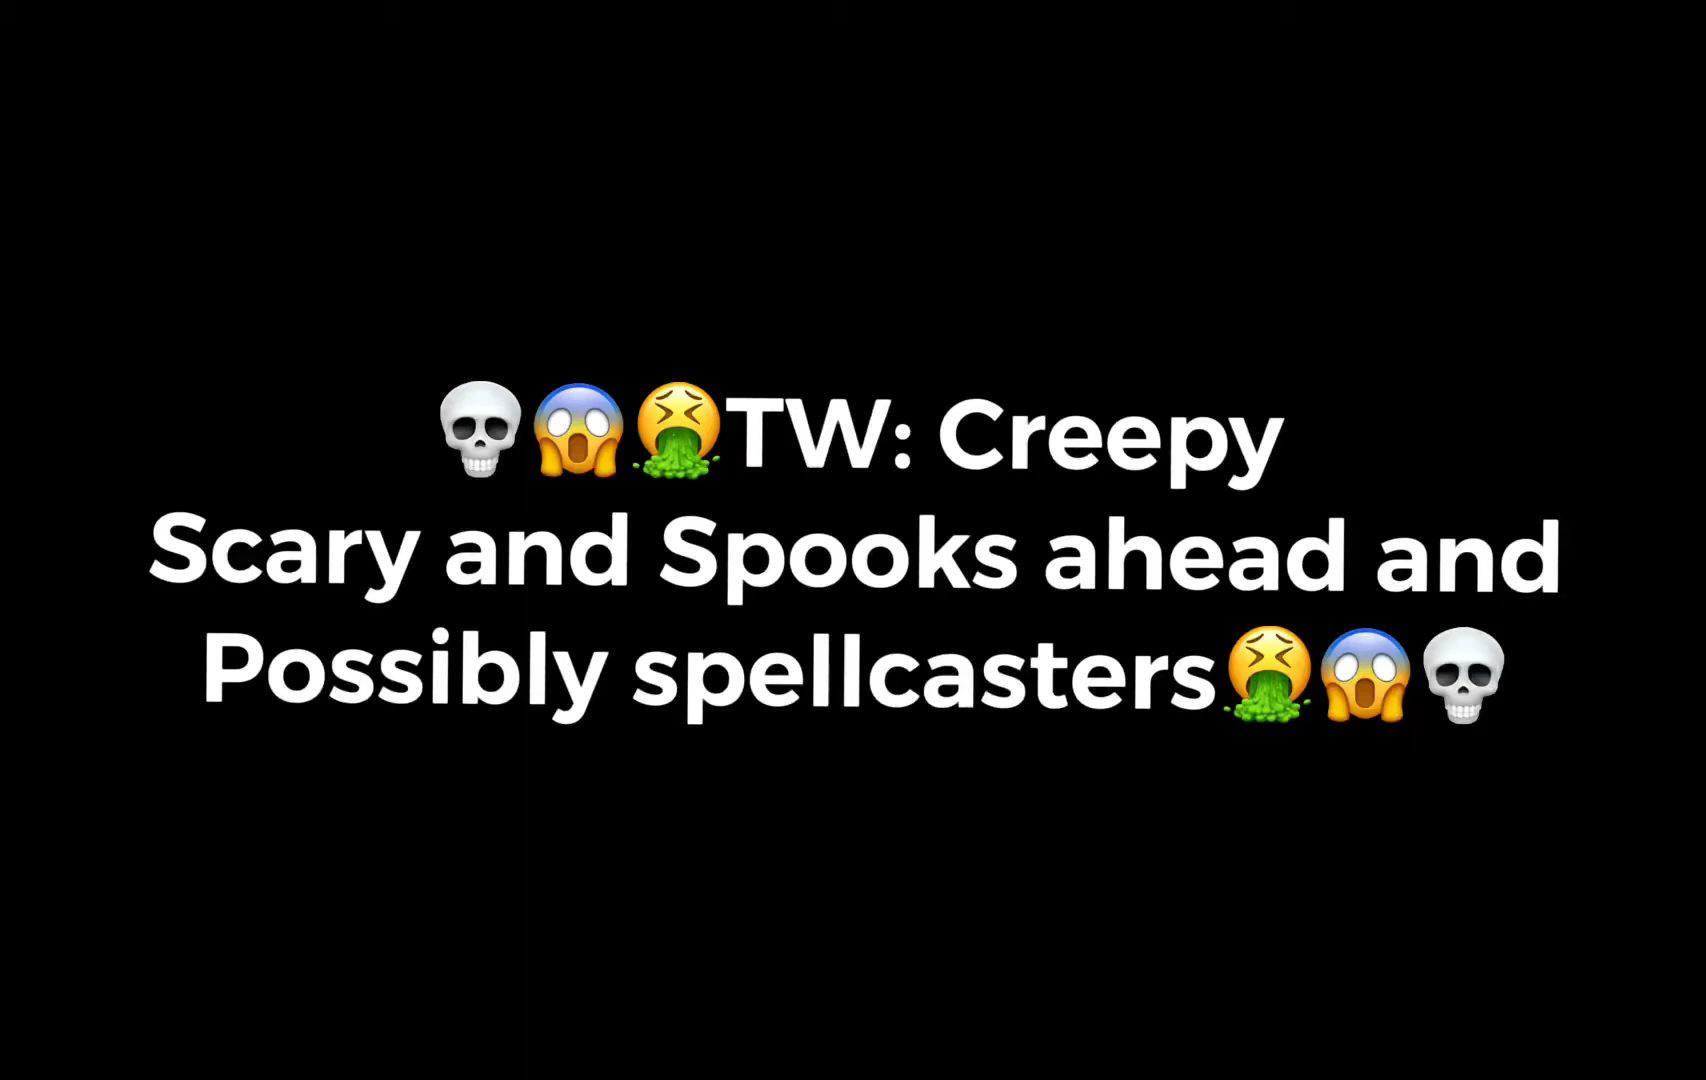 💀😱🤮TW: Creepy
Scary and Spooks ahead and
Possibly spellcasters🤮😱💀